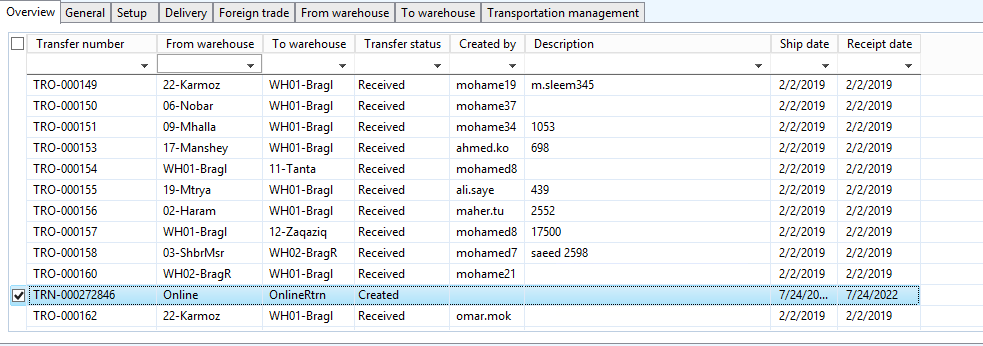 Overview General Setup Delivery Foreign trade From warehouse To warehouse Transportation management
Transfer number From warehouse To warehouse Transfer status Created by Description Ship date Receipt date
TRO-000149 22-Karmoz WH01-Bragl Received mohame19 m.sleem345 2/2/2019 2/2/2019
TRO-000150 06-Nobar WH01-Bragl Received mohame37 2/2/2019 2/2/2019
TRO-000151 09-Mhalla WH01-Bragl Received mohame34 1053 2/2/2019 2/2/2019
TRO-000153 17-Manshey WH01-Bragl Received ahmed.ko 698 2/2/2019 2/2/2019
TRO-000154 WH01-Bragl 11-Tanta Received mohamed8 2/2/2019 2/2/2019
TRO-000155 19-Mtrya WH01-Bragl Received ali.saye 439 2/2/2019 2/2/2019
TRO-000156 02-Haram WH01-Bragl Received maher.tu 2552 2/2/2019 2/2/2019
TRO-000157 WH01-Bragl 12-Zaqaziq Received mohamed8 17500 2/2/2019 2/2/2019
TRO-000158 03-ShbrMsr WH02-BragR Received mohamed7 saeed 2598 2/2/2019 2/2/2019
TRO-000160 WH02-BragR WH01-Bragl Received mohame21 2/2/2019 2/2/2019
TRN-000272846 Online OnlineRtrn Created 7/24/20... 7/24/2022
TRO-000162 22-Karmoz WH01-Bragl Received omar.mok 2/2/2019 2/2/2019